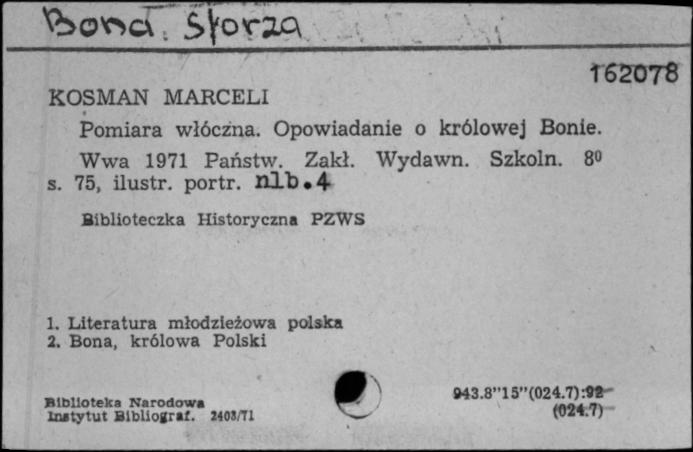 Bona Sforza
162078
KOSMAN MARCELI
Pomiara włóczna. Opowiadanie o królowej Bonie.
Wwa 1971 Państw. Zakł. Wydawn. Szkoln. 8⁰
s. 75, ilustr. portr. nlb.4
Biblioteczka Historyczna PZWS
1. Literatura młodzieżowa polska
2. Bona, królowa Polski
Biblioteka Narodowa
Instytut Bibliograf. 2403/71
943.8"15"(024.7):92
(024.7)